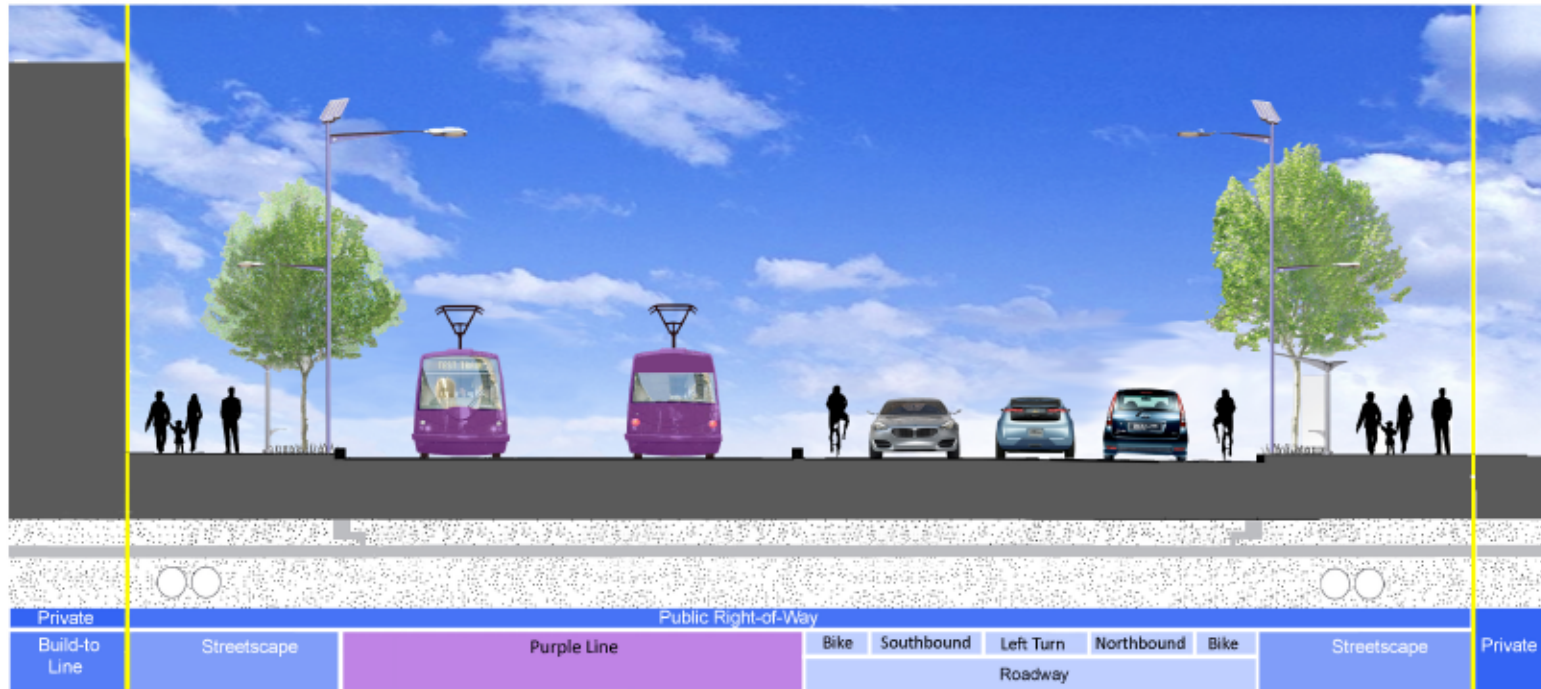 Private
Public Right-of-Way
Build-to
Line
Streetscape
Purple Line
Bike
Southbound
Left Turn
Northbound
Bike
Roadway
Streetscape
Private